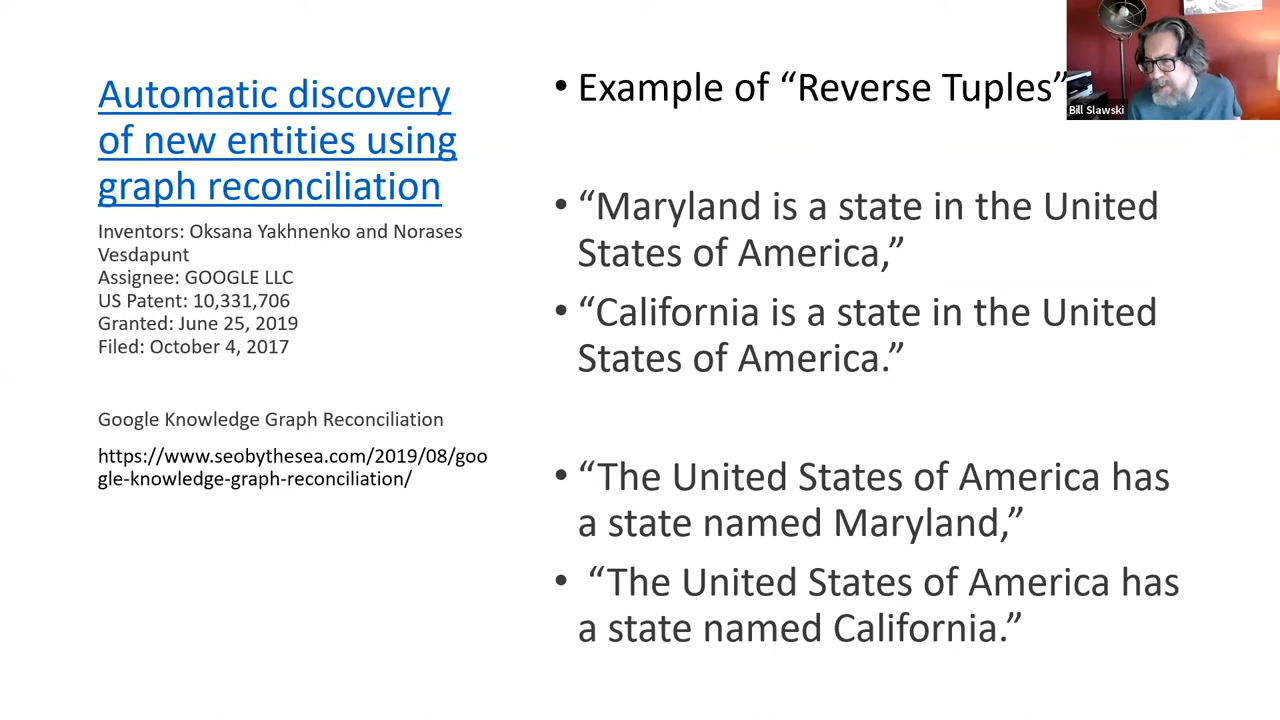 Automatic discovery
of new entities using
graph reconciliation
Inventors: Oksana Yakhnenko and Norases
Vesdapunt
Assignee: GOOGLE LLC
US Patent: 10,331,706
Granted: June 25, 2019
Filed: October 4, 2017
Google Knowledge Graph Reconciliation
https://www.seobythesea.com/2019/08/goo
gle-knowledge-graph-reconciliation/
• Example of “Reverse Tuples”
• “Maryland is a state in the United
States of America,”
• “California is a state in the United
States of America.”
• “The United States of America has
a state named Maryland,”
• “The United States of America has
a state named California.”
Bill Slawski